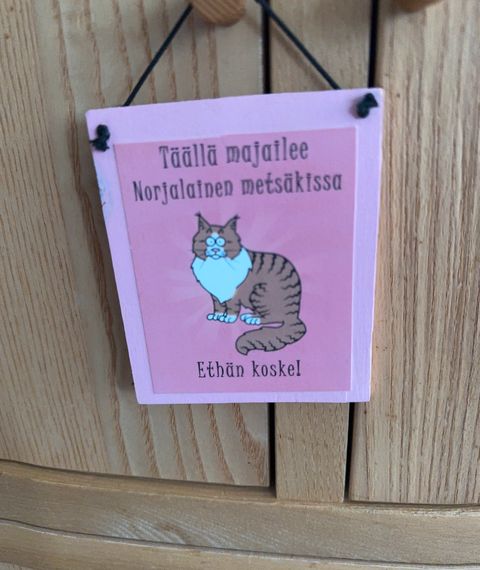 Täällä majailee
Norjalainen metsäkissa
Ethän koske!